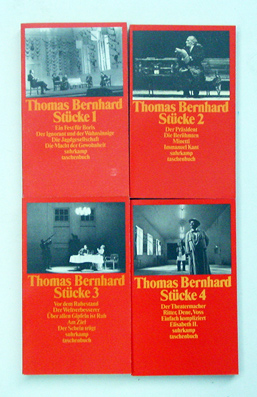 Thomas Bernhard
Stücke 1
Ein Fest für Boris
Der Ignorant und der Wahnsinnige
Die Jagdgesellschaft
Die Macht der Gewohnheit
suhrkamp
taschenbuch
Thomas Bernhard
Stücke 2
Der Präsident
Die Berühmten
Minetti
Immanuel Kant
suhrkamp
taschenbuch
Thomas Bernhard
Stücke 3
Vor dem Ruhestand
Der Weltverbesserer
Über allen Gipfeln ist Ruh
Am Ziel
Der Schein trügt
suhrkamp
taschenbuch
Thomas Bernhard
Stücke 4
Der Theatermacher
Ritter, Dene, Voss
Einfach kompliziert
Elisabeth II.
suhrkamp
taschenbuch